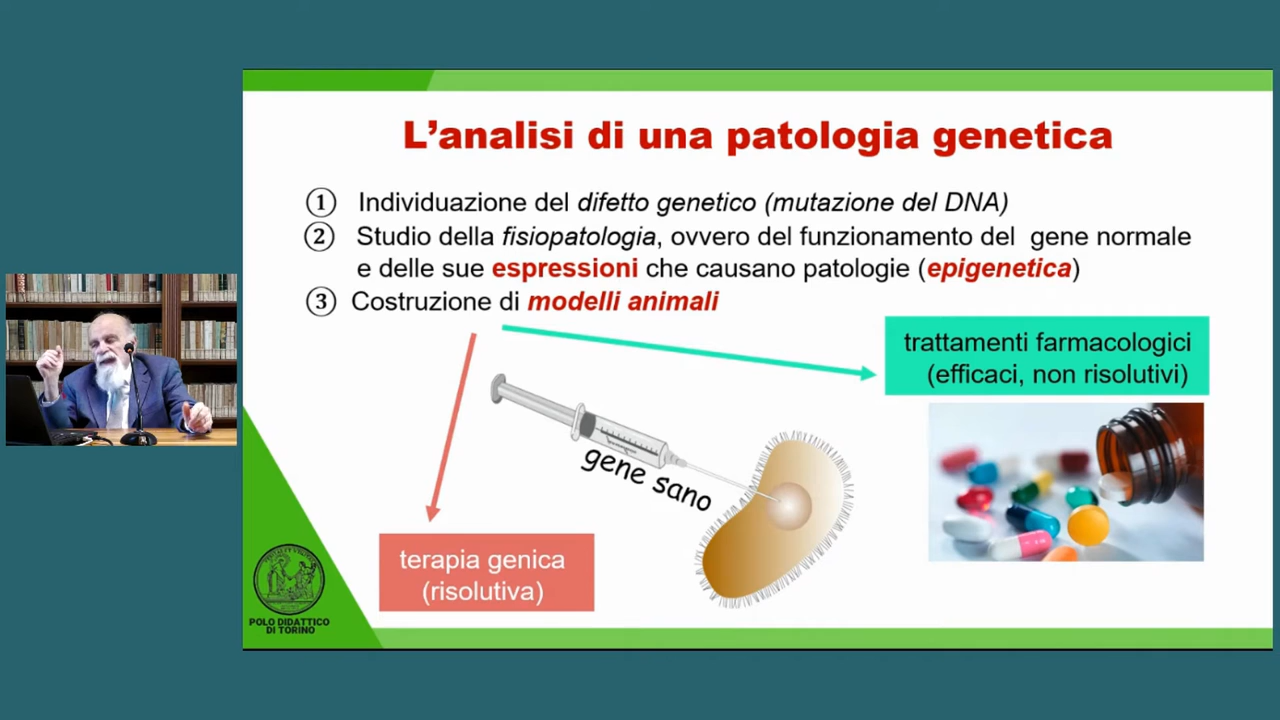 L’analisi di una patologia genetica
① Individuazione del difetto genetico (mutazione del DNA)
② Studio della fisiopatologia, ovvero del funzionamento del gene normale
e delle sue espressioni che causano patologie (epigenetica)
③ Costruzione di modelli animali
trattamenti farmacologici
(efficaci, non risolutivi)
gene sano
terapia genica
(risolutiva)
POLO DIDATTICO
DI TORINO